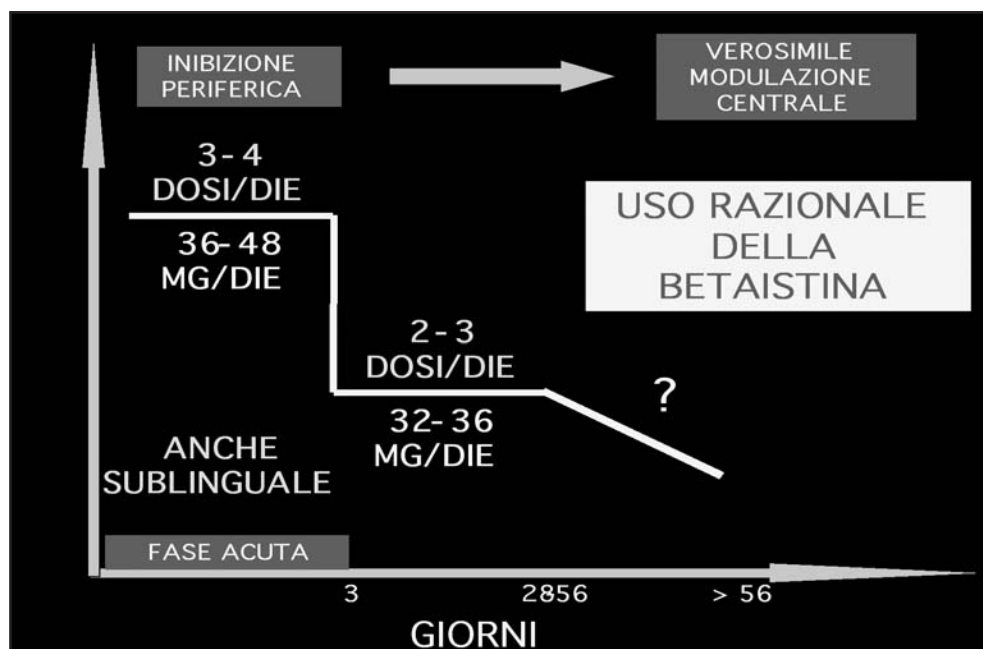 INIBIZIONE
PERIFERICA
VEROSIMILE
MODULAZIONE
CENTRALE
3-4
DOSI/DIE
36-48
MG/DIE
USO RAZIONALE
DELLA
BETAISTINA
2-3
DOSI/DIE
32-36
MG/DIE
?
ANCHE
SUBLINGUALE
FASE ACUTA
3
2856
> 56
GIORNI